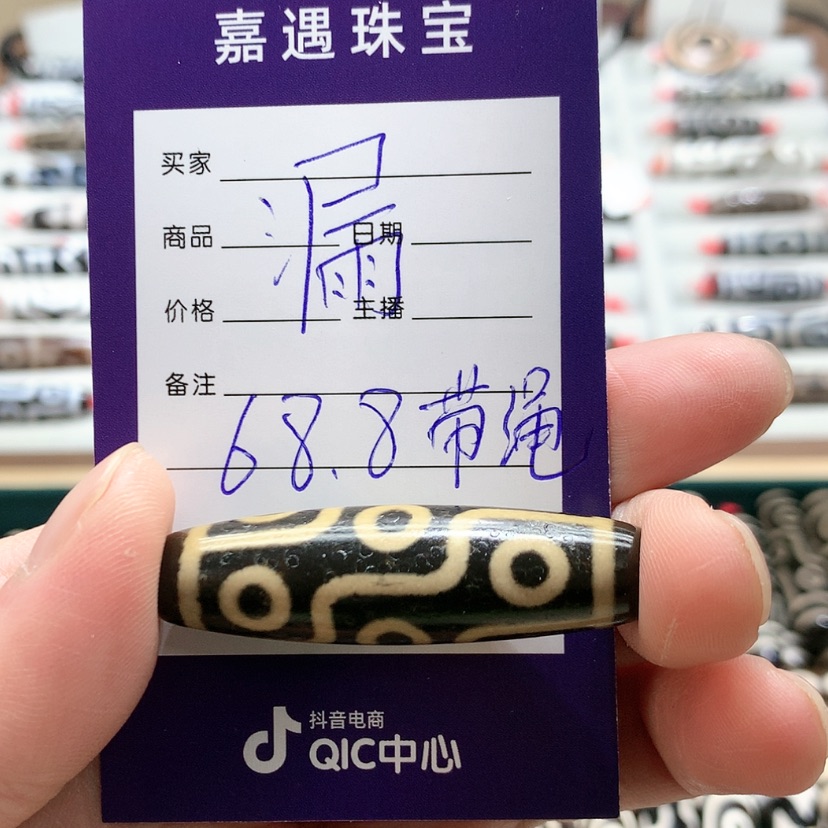 嘉遇珠宝
买家
漏
商品 日期
价格 主播
备注
68.8带绳
抖音电商
QIC中心